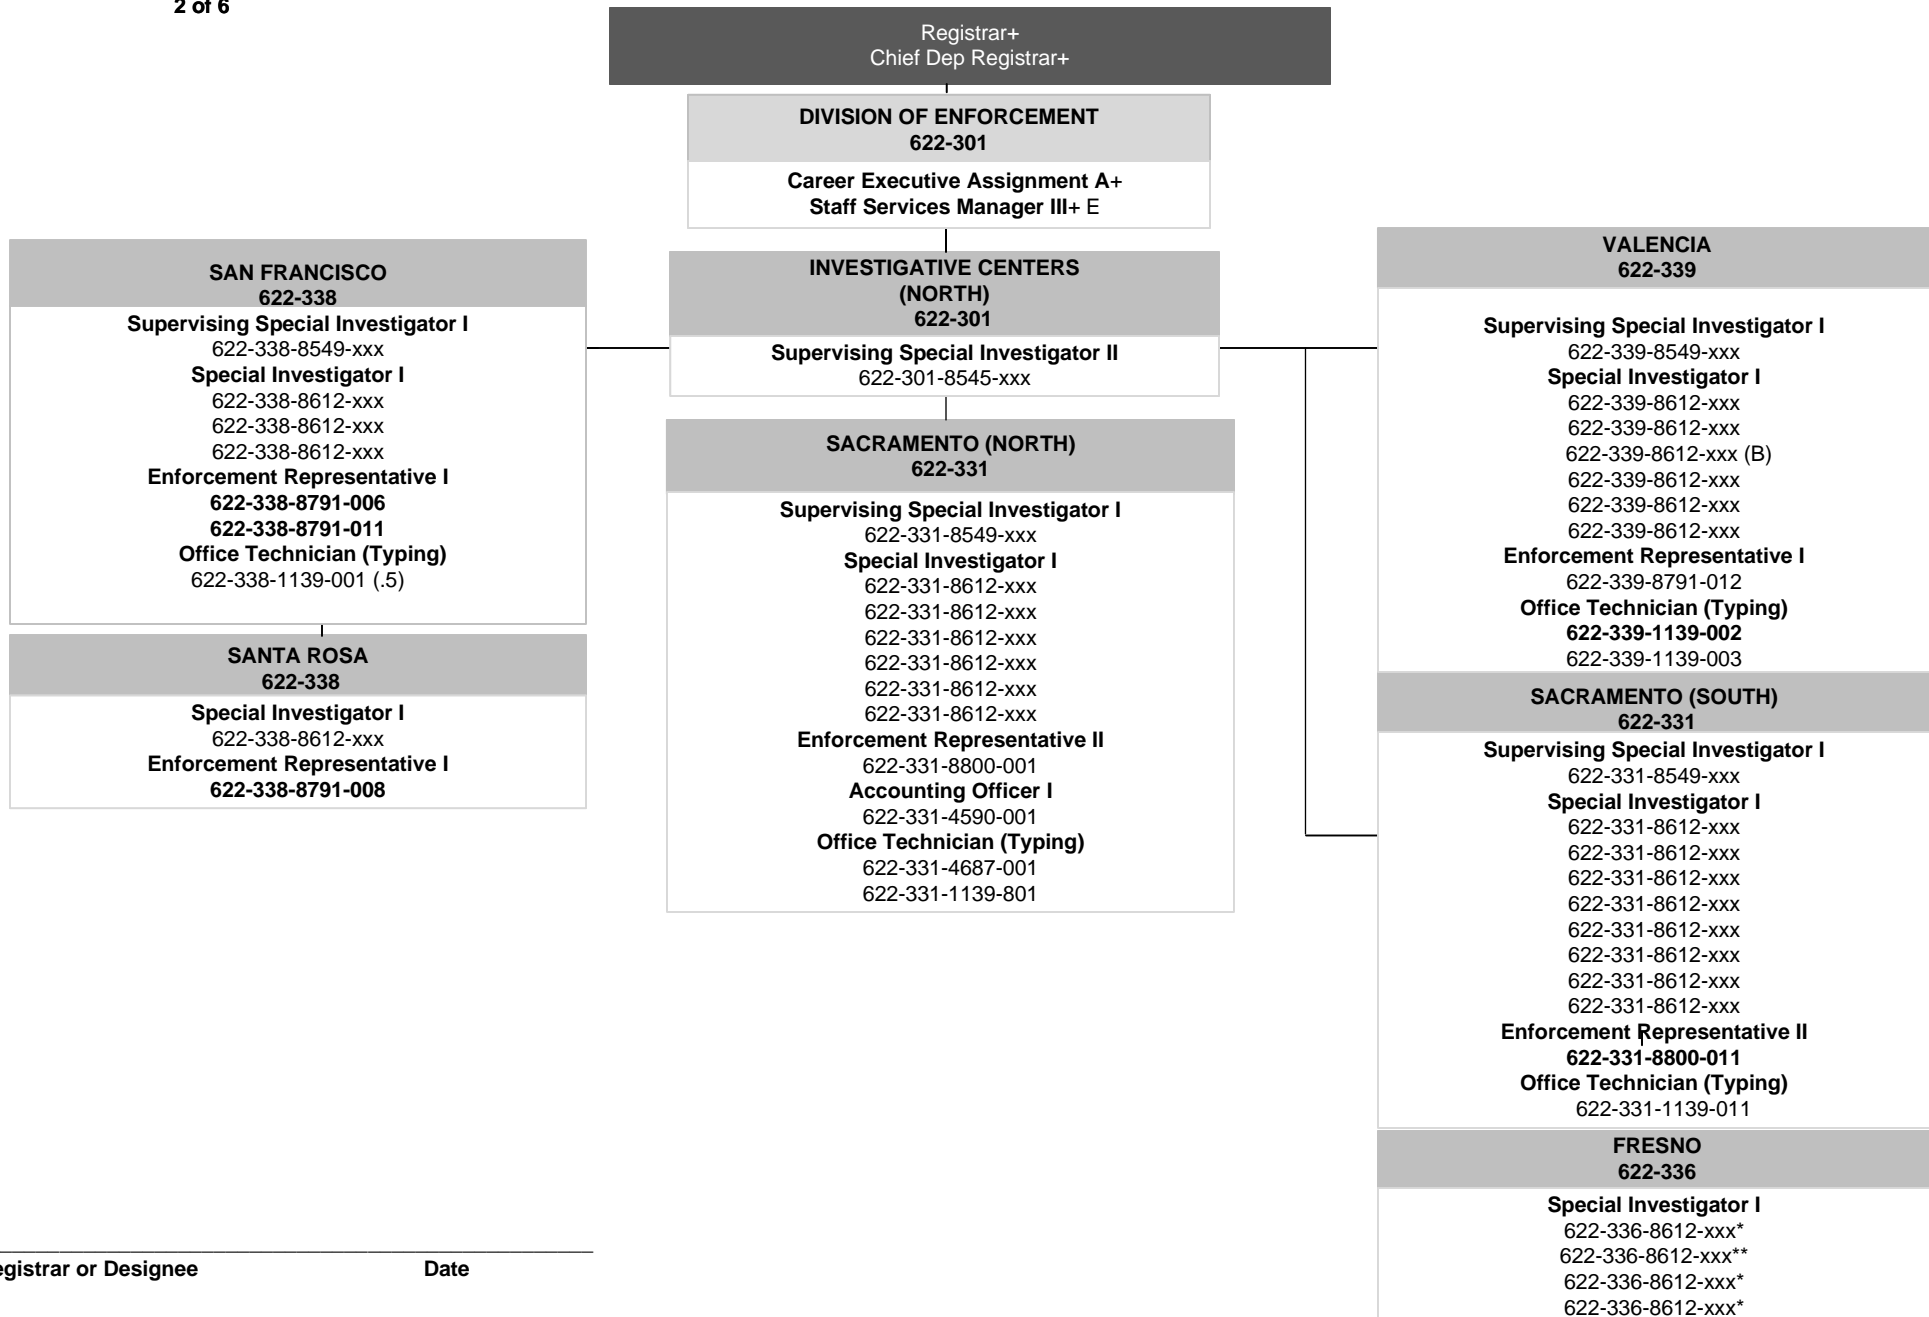 2 of 6
Registrar+
Chief Dep Registrar+
DIVISION OF ENFORCEMENT
622-301
Career Executive Assignment A+
Staff Services Manager III+ E
SAN FRANCISCO
622-338
Supervising Special Investigator I
622-338-8549-xxx
Special Investigator I
622-338-8612-xxx
622-338-8612-xxx
622-338-8612-xxx
Enforcement Representative I
622-338-8791-006
622-338-8791-011
Office Technician (Typing)
622-338-1139-001 (.5)
SANTA ROSA
622-338
Special Investigator I
622-338-8612-xxx
Enforcement Representative I
622-338-8791-008
INVESTIGATIVE CENTERS
(NORTH)
622-301
Supervising Special Investigator II
622-301-8545-xxx
SACRAMENTO (NORTH)
622-331
Supervising Special Investigator I
622-331-8549-xxx
Special Investigator I
622-331-8612-xxx
622-331-8612-xxx
622-331-8612-xxx
622-331-8612-xxx
622-331-8612-xxx
622-331-8612-xxx
Enforcement Representative II
622-331-8800-001
Accounting Officer I
622-331-4590-001
Office Technician (Typing)
622-331-4687-001
622-331-1139-801
VALENCIA
622-339
Supervising Special Investigator I
622-339-8549-xxx
Special Investigator I
622-339-8612-xxx
622-339-8612-xxx
622-339-8612-xxx (B)
622-339-8612-xxx
622-339-8612-xxx
622-339-8612-xxx
Enforcement Representative I
622-339-8791-012
Office Technician (Typing)
622-339-1139-002
622-339-1139-003
SACRAMENTO (SOUTH)
622-331
Supervising Special Investigator I
622-331-8549-xxx
Special Investigator I
622-331-8612-xxx
622-331-8612-xxx
622-331-8612-xxx
622-331-8612-xxx
622-331-8612-xxx
622-331-8612-xxx
622-331-8612-xxx
622-331-8612-xxx
Enforcement Representative II
622-331-8800-011
Office Technician (Typing)
622-331-1139-011
FRESNO
622-336
Special Investigator I
622-336-8612-xxx*
622-336-8612-xxx**
622-336-8612-xxx*
622-336-8612-xxx*
egistrar or Designee Date